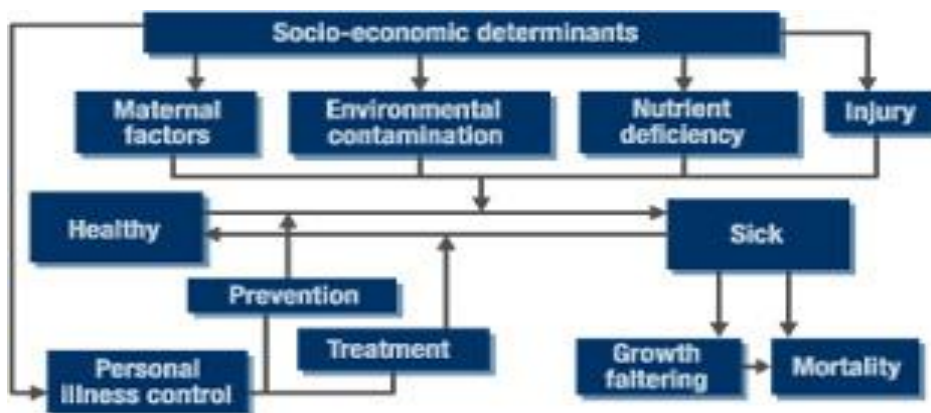 Socio-economic determinants
Maternal
factors
Environmental
contamination
Nutrient
deficiency
Injury
Healthy
Sick
Prevention
Treatment
Personal
illness control
Growth
faltering
Mortality